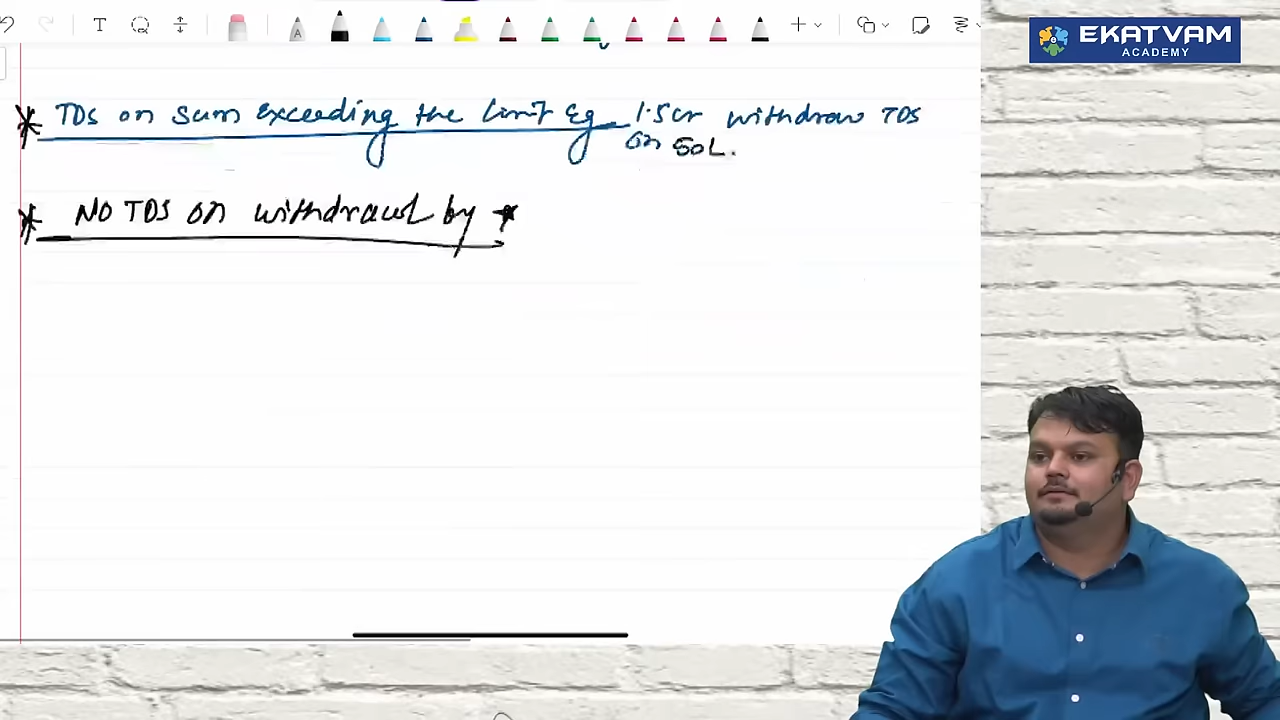 EKATVAM
ACADEMY
* TDS on sum exceeding the limit Eg. 1.5cr withdraw TDS
on 50L.
* NO TDS on withdrawl by *